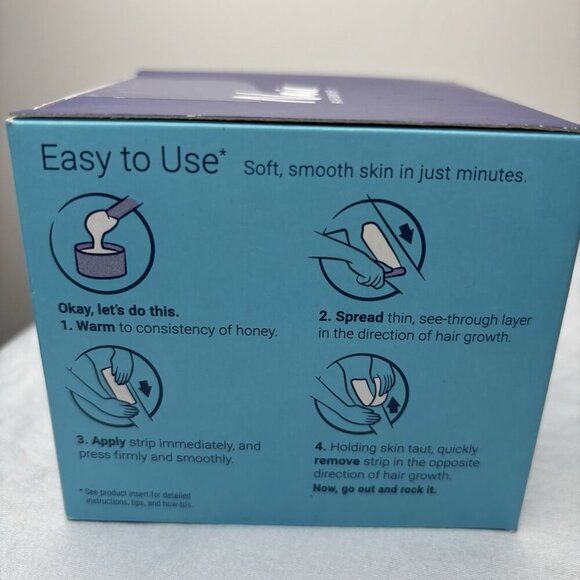 Easy to Use*
Soft, smooth skin in just minutes.
Okay, let's do this.
1. Warm to consistency of honey.
2. Spread thin, see-through layer
in the direction of hair growth.
3. Apply strip immediately, and
press firmly and smoothly.
4. Holding skin taut, quickly
remove strip in the opposite
direction of hair growth.
Now, go out and rock it.
* See product insert for detailed
instructions, tips, and how-to's.